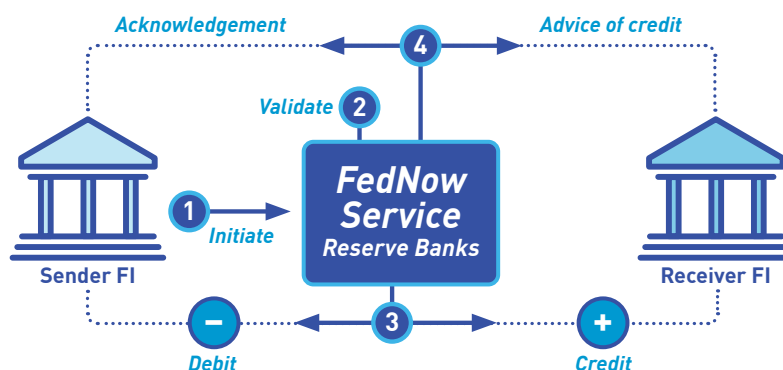 Acknowledgement
4
Advice of credit
Validate
2
FedNow
Service
Reserve Banks
1
Initiate
Sender FI
Receiver FI
−
3
+
Debit
Credit